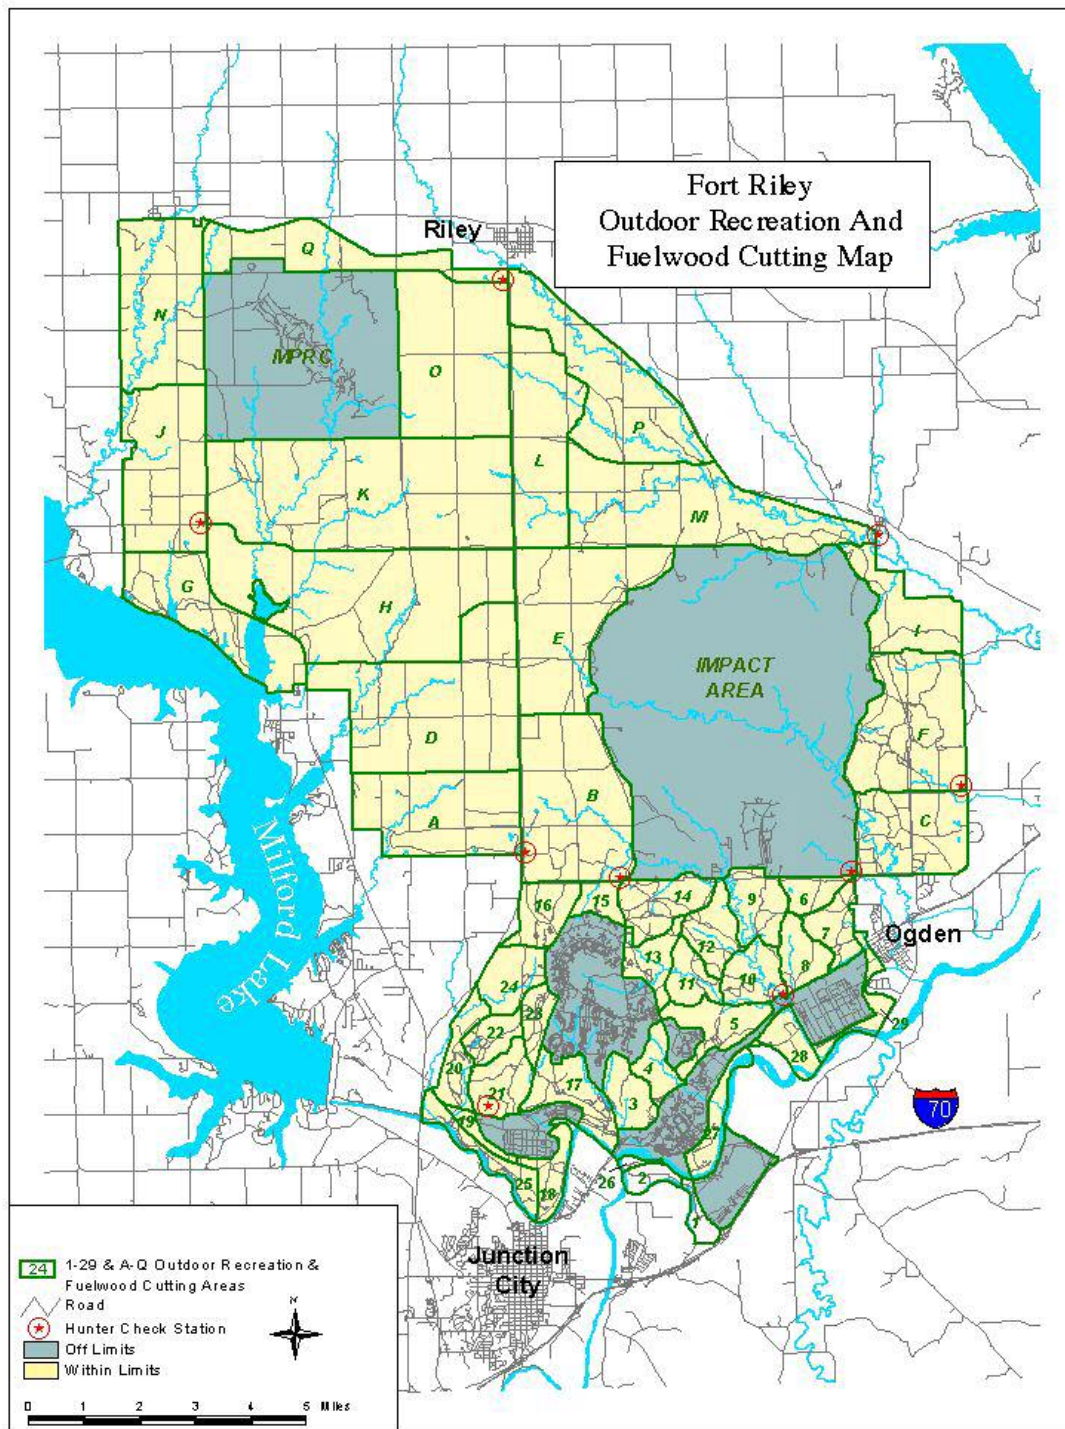 Fort Riley
Outdoor Recreation And
Fuelwood Cutting Map
Riley
Q
N
MPRC
O
J
P
L
K
M
G
H
E
I
IMPACT
AREA
F
D
B
A
C
Milford Lake
16
15
14
9
6
7
Ogden
12
13
8
10
11
24
23
29
5
22
28
20
4
17
21
3
19
70
27
26
2
25
18
1
Junction
City
24 1-29 & A-Q Outdoor Recreation &
Fuelwood Cutting Areas
Road
Hunter Check Station
N
Off Limits
Within Limits
0 1 2 3 4 5 Miles